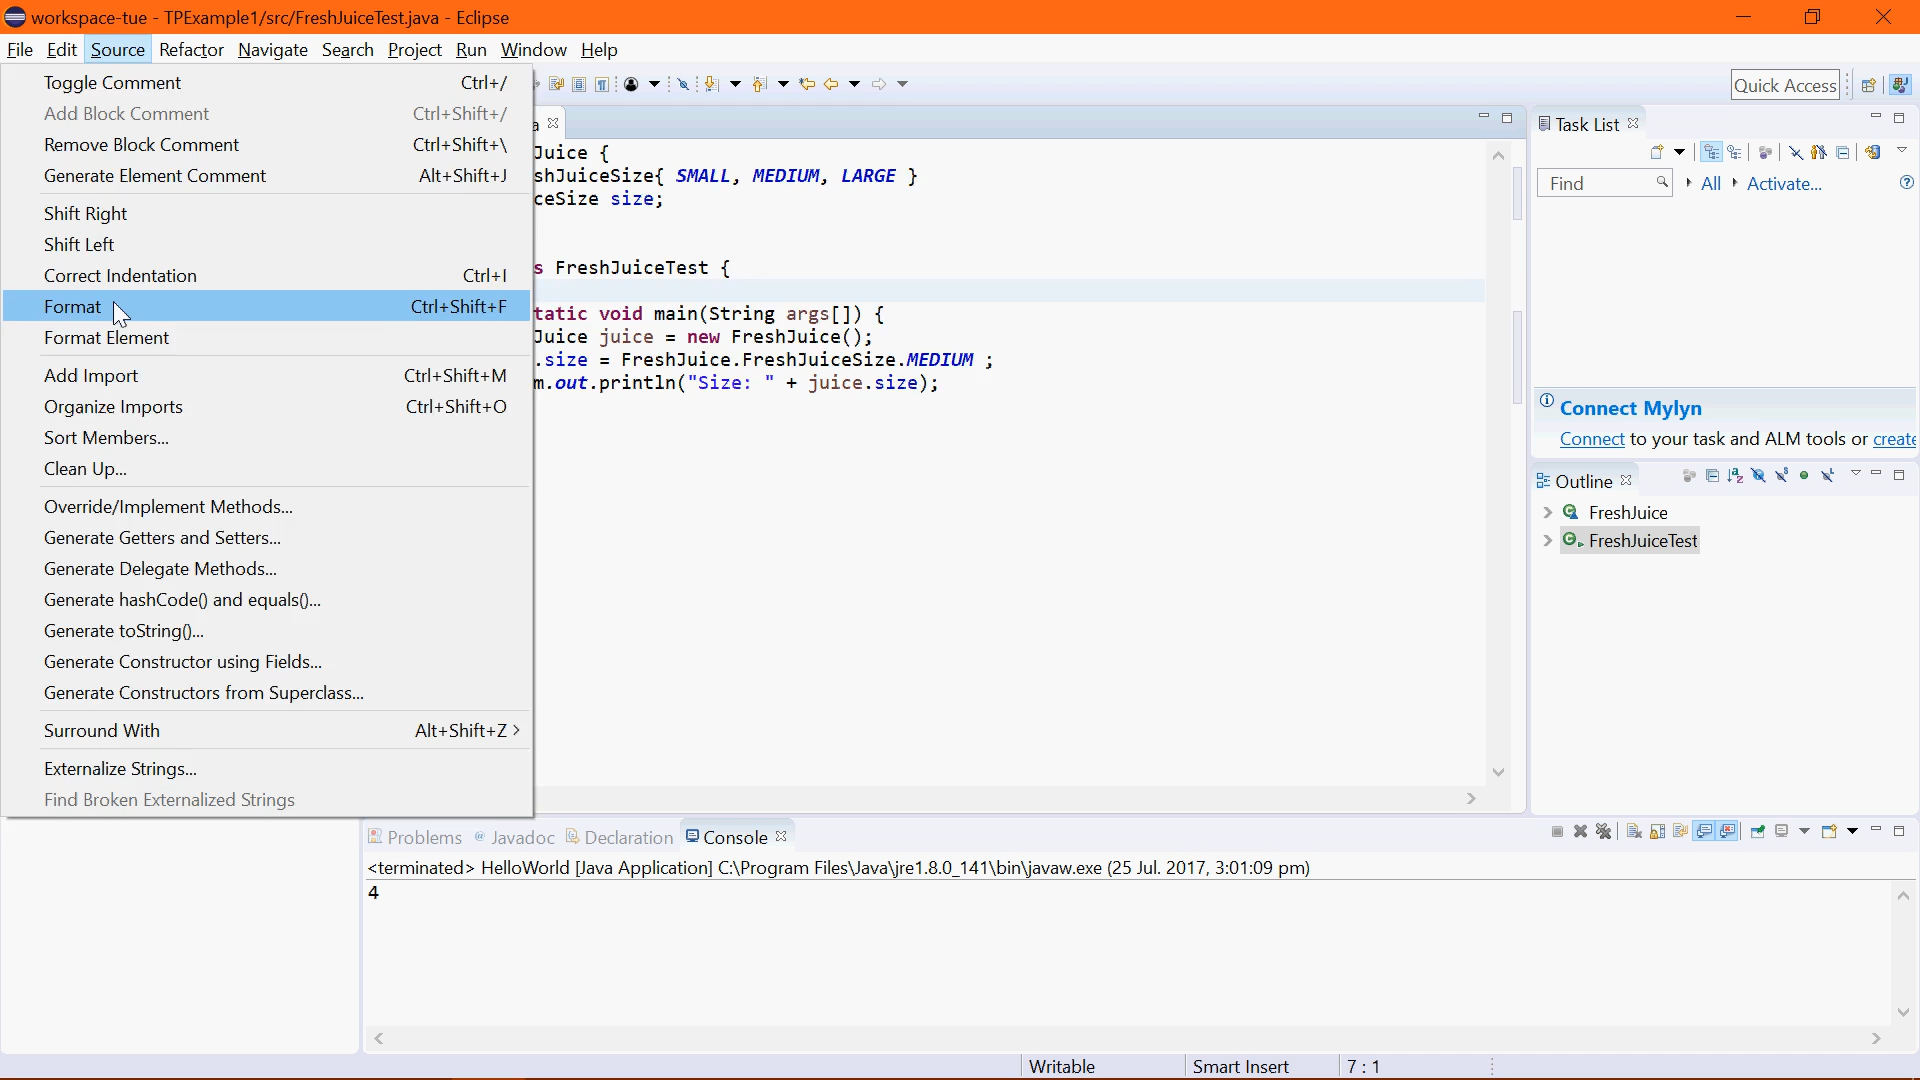 workspace-tue - TPExample1/src/FreshJuiceTest.java - Eclipse
File Edit Source Refactor Navigate Search Project Run Window Help
Toggle Comment Ctrl+/
Add Block Comment Ctrl+Shift+/
Remove Block Comment Ctrl+Shift+\
Generate Element Comment Alt+Shift+J
Shift Right
Shift Left
Correct Indentation Ctrl+I
Format Ctrl+Shift+F
Format Element
Add Import Ctrl+Shift+M
Organize Imports Ctrl+Shift+O
Sort Members...
Clean Up...
Override/Implement Methods...
Generate Getters and Setters...
Generate Delegate Methods...
Generate hashCode() and equals()...
Generate toString()...
Generate Constructor using Fields...
Generate Constructors from Superclass...
Surround With Alt+Shift+Z >
Externalize Strings...
Find Broken Externalized Strings
Quick Access
a
Juice {
shJuiceSize{ SMALL, MEDIUM, LARGE }
ceSize size;
s FreshJuiceTest {
tatic void main(String args[]) {
Juice juice = new FreshJuice();
.size = FreshJuice.FreshJuiceSize.MEDIUM ;
m.out.println("Size: " + juice.size);
Task List
Find All Activate...
Connect Mylyn
Connect to your task and ALM tools or create
Outline
FreshJuice
FreshJuiceTest
Problems Javadoc Declaration Console
<terminated> HelloWorld [Java Application] C:\Program Files\Java\jre1.8.0_141\bin\javaw.exe (25 Jul. 2017, 3:01:09 pm)
4
Writable Smart Insert 7 : 1